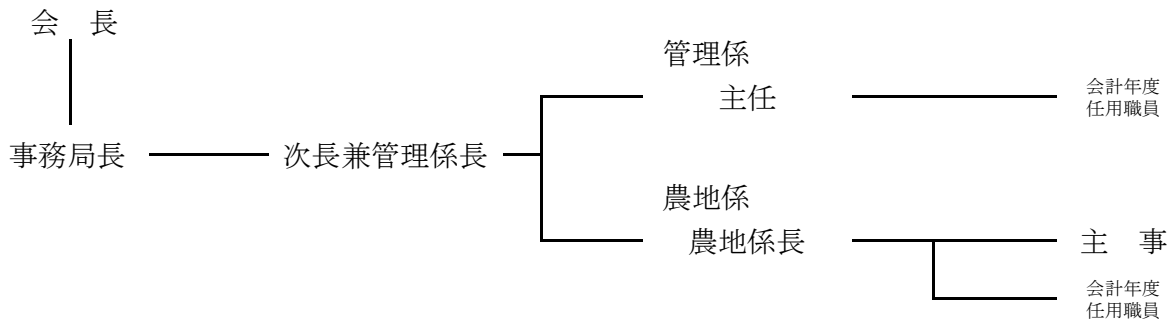 会　長
管理係
主任
会計年度
任用職員
事務局長
次長兼管理係長
農地係
農地係長
主　事
会計年度
任用職員